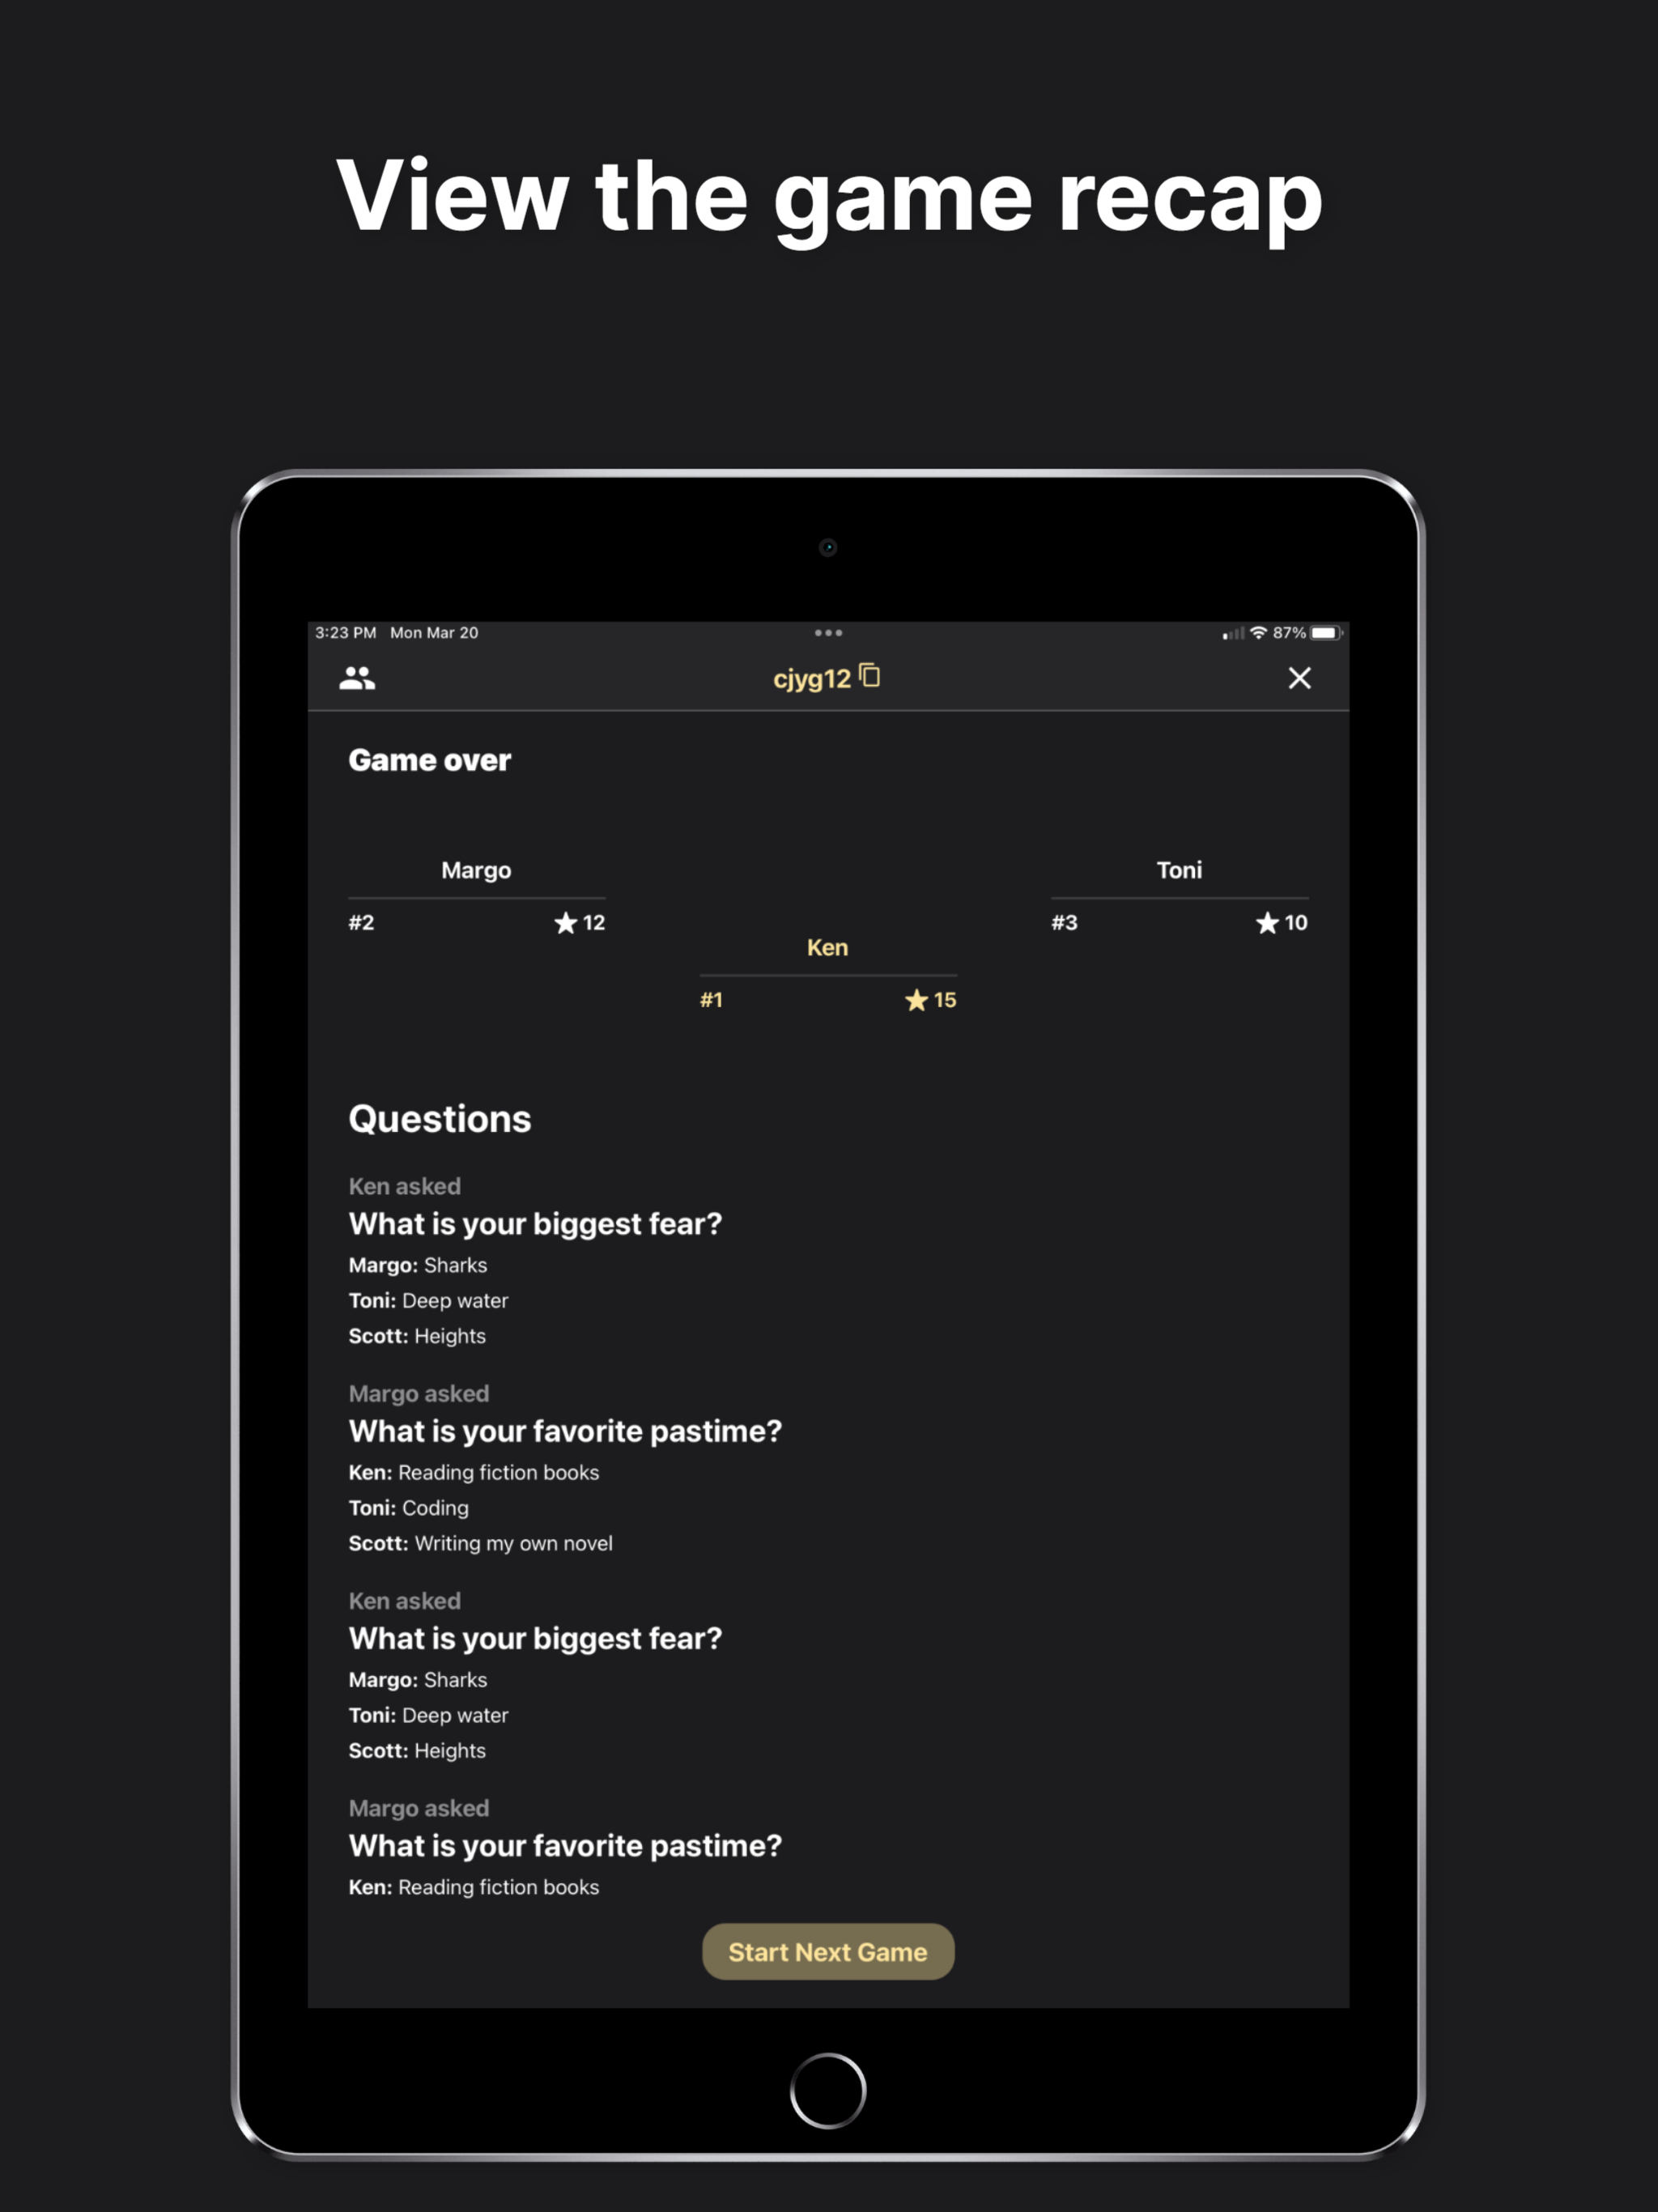 View the game recap
3:23 PM Mon Mar 20
87%
cjyg12
Game over
Margo
#2 12
Ken
#1 15
Toni
#3 10
Questions
Ken asked
What is your biggest fear?
Margo: Sharks
Toni: Deep water
Scott: Heights
Margo asked
What is your favorite pastime?
Ken: Reading fiction books
Toni: Coding
Scott: Writing my own novel
Ken asked
What is your biggest fear?
Margo: Sharks
Toni: Deep water
Scott: Heights
Margo asked
What is your favorite pastime?
Ken: Reading fiction books
Start Next Game